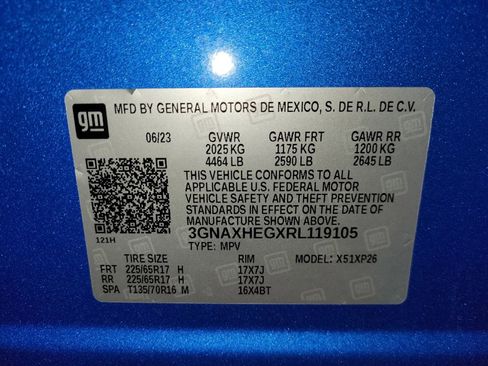 gm
MFD BY GENERAL MOTORS DE MEXICO, S. DE R.L. DE C.V.
06/23 GVWR GAWR FRT GAWR RR
2025 KG 1175 KG 1200 KG
4464 LB 2590 LB 2645 LB
THIS VEHICLE CONFORMS TO ALL
APPLICABLE U.S. FEDERAL MOTOR
VEHICLE SAFETY AND THEFT PREVENTION
STANDARDS IN EFFECT ON THE DATE OF
MANUFACTURE SHOWN ABOVE.
3GNAXHEGXRL119105
121H TYPE: MPV
TIRE SIZE RIM MODEL: X51XP26
FRT 225/65R17 H 17X7J
RR 225/65R17 H 17X7J
SPA T135/70R16 M 16X4BT